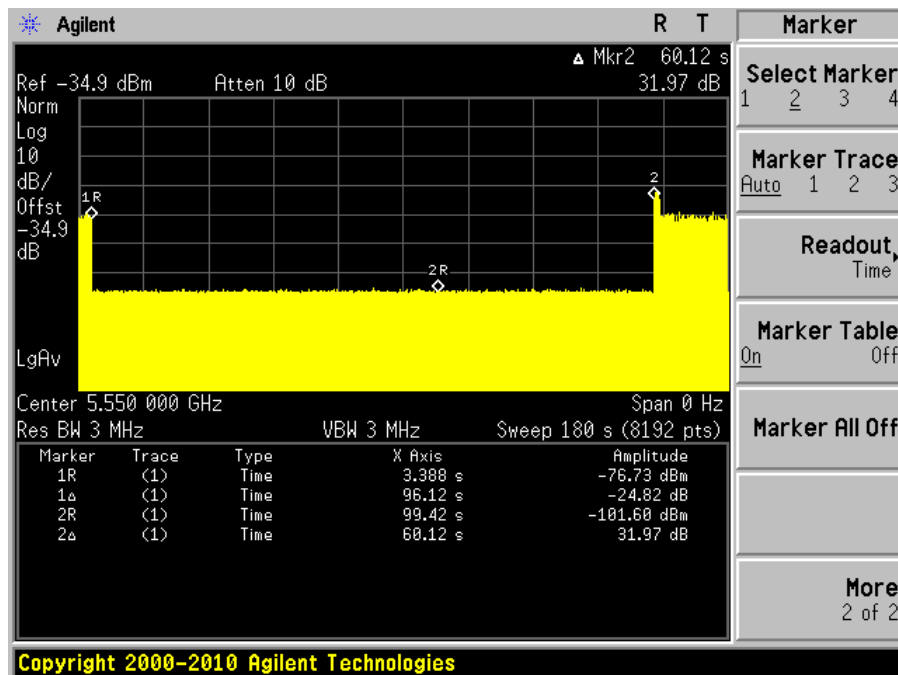 Agilent R T
Δ Mkr2 60.12 s
Ref -34.9 dBm Atten 10 dB 31.97 dB
Norm
Log
10
dB/
Offst
-34.9
dB
1R
2
2R
LgAv
Center 5.550 000 GHz Span 0 Hz
Res BW 3 MHz VBW 3 MHz Sweep 180 s (8192 pts)
Marker Trace Type X Axis Amplitude
1R (1) Time 3.388 s -76.73 dBm
1Δ (1) Time 96.12 s -24.82 dB
2R (1) Time 99.42 s -101.60 dBm
2Δ (1) Time 60.12 s 31.97 dB
Copyright 2000-2010 Agilent Technologies
Marker
Select Marker
1 2 3 4
Marker Trace
Auto 1 2 3
Readout
Time
Marker Table
On Off
Marker All Off
More
2 of 2